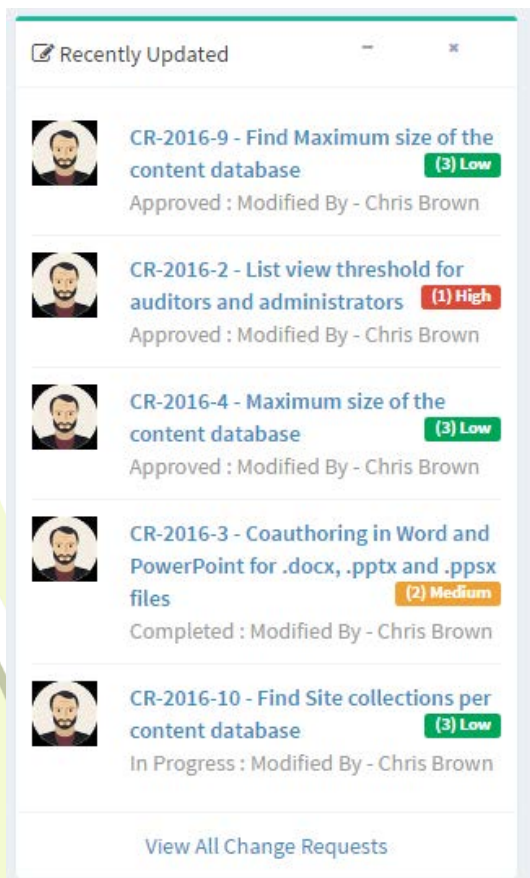 Recently Updated
CR-2016-9 - Find Maximum size of the
content database (3) Low
Approved : Modified By - Chris Brown
CR-2016-2 - List view threshold for
auditors and administrators (1) High
Approved : Modified By - Chris Brown
CR-2016-4 - Maximum size of the
content database (3) Low
Approved : Modified By - Chris Brown
CR-2016-3 - Coauthoring in Word and
PowerPoint for .docx, .pptx and .ppsx
files (2) Medium
Completed : Modified By - Chris Brown
CR-2016-10 - Find Site collections per
content database (3) Low
In Progress : Modified By - Chris Brown
View All Change Requests